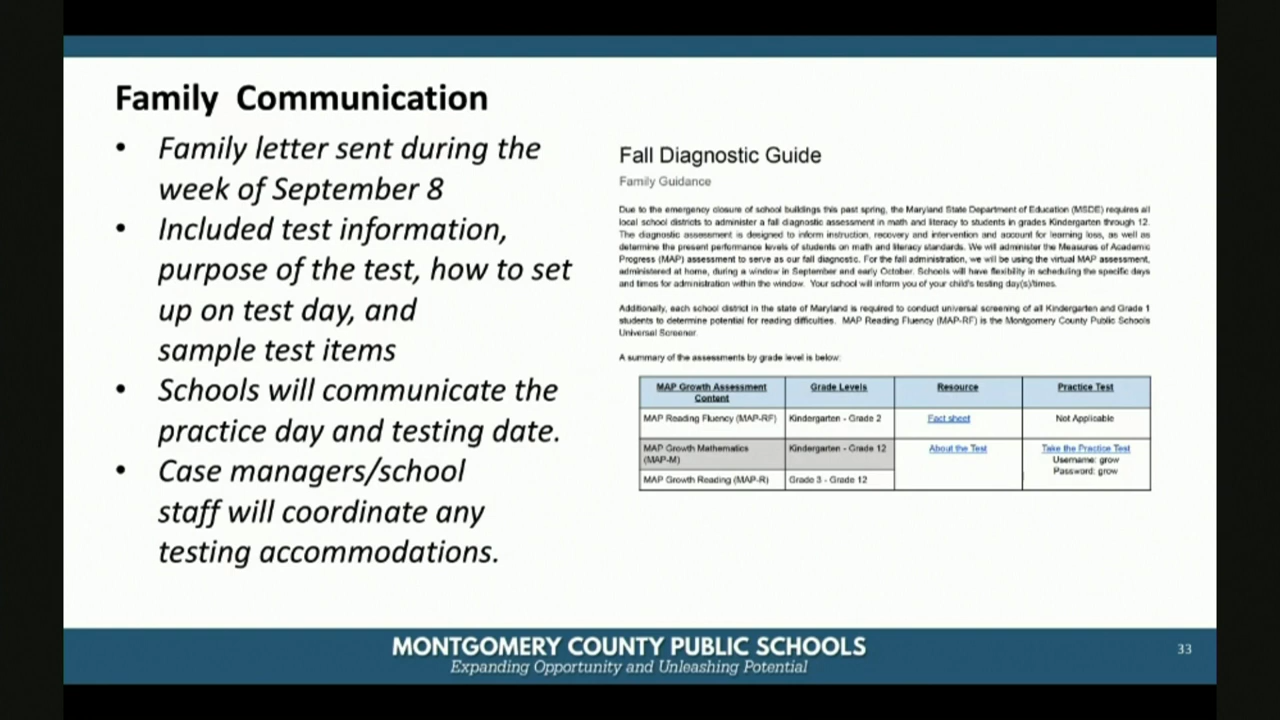 Family Communication
• Family letter sent during the
week of September 8
• Included test information,
purpose of the test, how to set
up on test day, and
sample test items
• Schools will communicate the
practice day and testing date.
• Case managers/school
staff will coordinate any
testing accommodations.
Fall Diagnostic Guide
Family Guidance
Due to the emergency closure of school buildings this past spring, the Maryland State Department of Education (MSDE) requires all
local school districts to administer a fall diagnostic assessment in math and literacy to students in grades Kindergarten through 12.
The diagnostic assessment is designed to inform instruction, recovery and intervention and account for learning loss, as well as
determine the present performance levels of students on math and literacy standards. We will administer the Measures of Academic
Progress (MAP) assessment to serve as our fall diagnostic. For the fall administration, we will be using the virtual MAP assessment,
administered at home, during a window in September and early October. Schools will have flexibility in scheduling the specific days
and times for administration within the window. Your school will inform you of your child's testing day(s)/times.
Additionally, each school district in the state of Maryland is required to conduct universal screening of all Kindergarten and Grade 1
students to determine potential for reading difficulties. MAP Reading Fluency (MAP-RF) is the Montgomery County Public Schools
Universal Screener.
A summary of the assessments by grade level is below:
MAP Growth Assessment Grade Levels Resource Practice Test
Content
MAP Reading Fluency (MAP-RF) Kindergarten - Grade 2 Fact sheet Not Applicable
MAP Growth Mathematics Kindergarten - Grade 12 About the Test Take the Practice Test
(MAP-M) Username: grow
Password: grow
MAP Growth Reading (MAP-R) Grade 3 - Grade 12
MONTGOMERY COUNTY PUBLIC SCHOOLS
Expanding Opportunity and Unleashing Potential
33